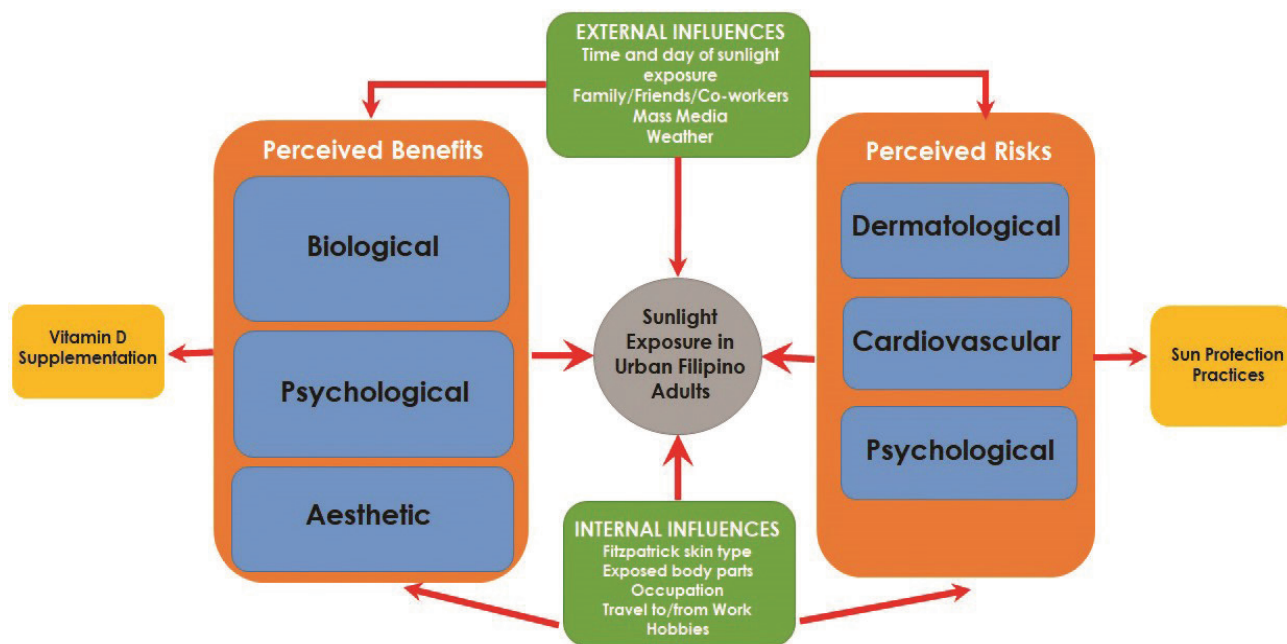 EXTERNAL INFLUENCES
Time and day of sunlight
exposure
Family/Friends/Co-workers
Mass Media
Weather
Perceived Benefits
Biological
Psychological
Aesthetic
Perceived Risks
Dermatological
Cardiovascular
Psychological
Vitamin D
Supplementation
Sunlight
Exposure in
Urban Filipino
Adults
Sun Protection
Practices
INTERNAL INFLUENCES
Fitzpatrick skin type
Exposed body parts
Occupation
Travel to/from Work
Hobbies